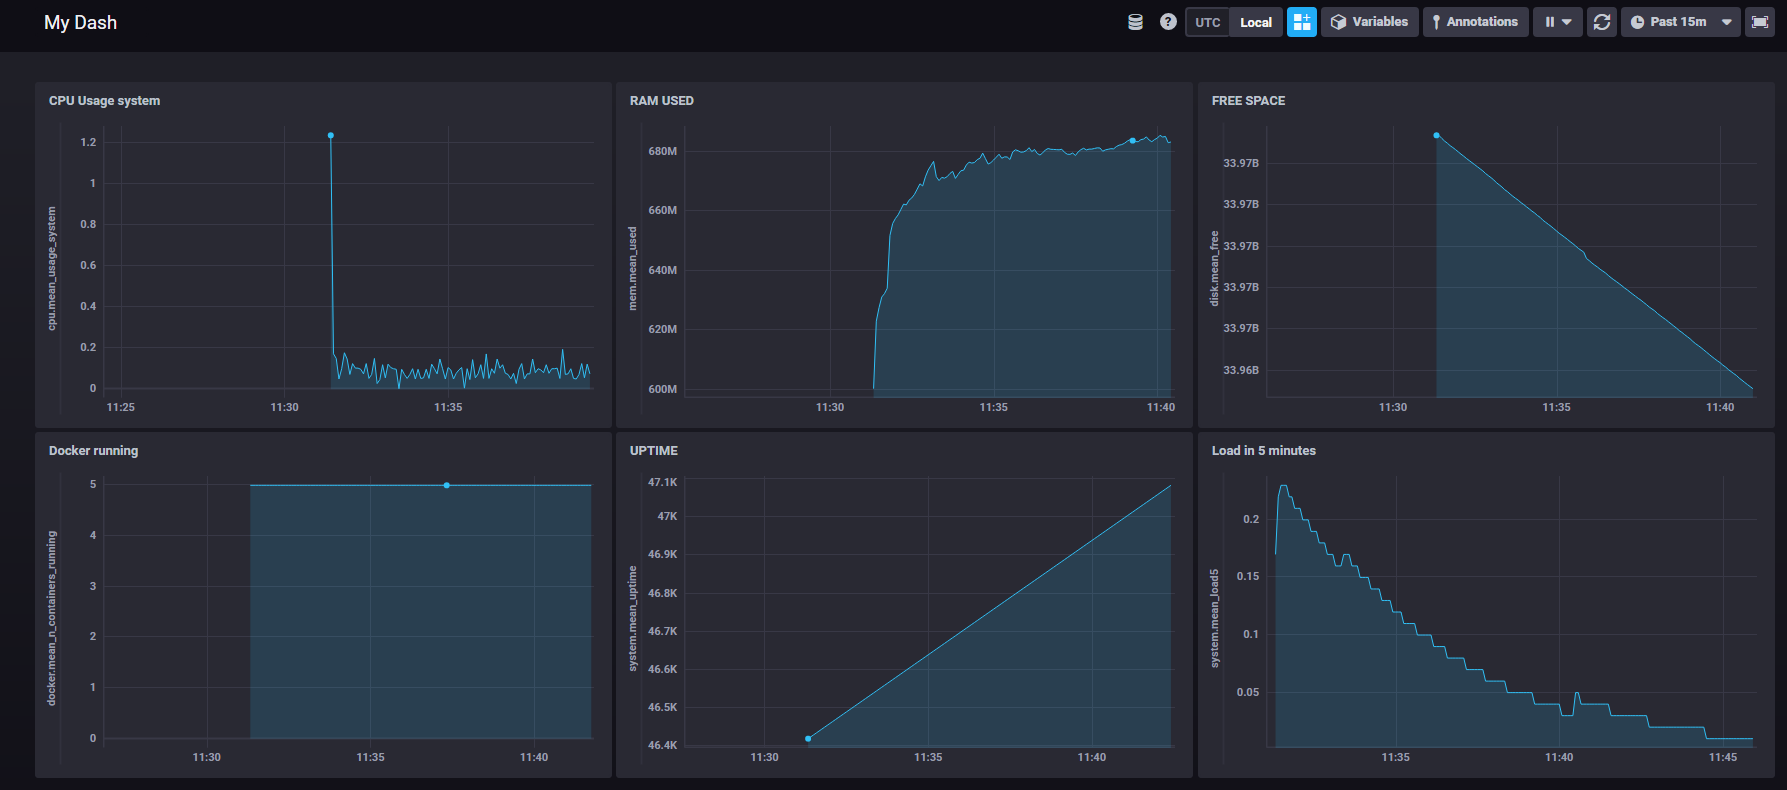 My Dash
UTC Local Variables Annotations Past 15m
CPU Usage system
cpu.mean_usage_system
1.2
1
0.8
0.6
0.4
0.2
0
11:25 11:30 11:35
RAM USED
mem.mean_used
680M
660M
640M
620M
600M
11:30 11:35 11:40
FREE SPACE
disk.mean_free
33.97B
33.97B
33.97B
33.97B
33.97B
33.96B
11:30 11:35 11:40
Docker running
docker.mean_n_containers_running
5
4
3
2
1
0
11:30 11:35 11:40
UPTIME
system.mean_uptime
47.1K
47K
46.9K
46.8K
46.7K
46.6K
46.5K
46.4K
11:30 11:35 11:40
Load in 5 minutes
system.mean_load5
0.2
0.15
0.1
0.05
11:35 11:40 11:45